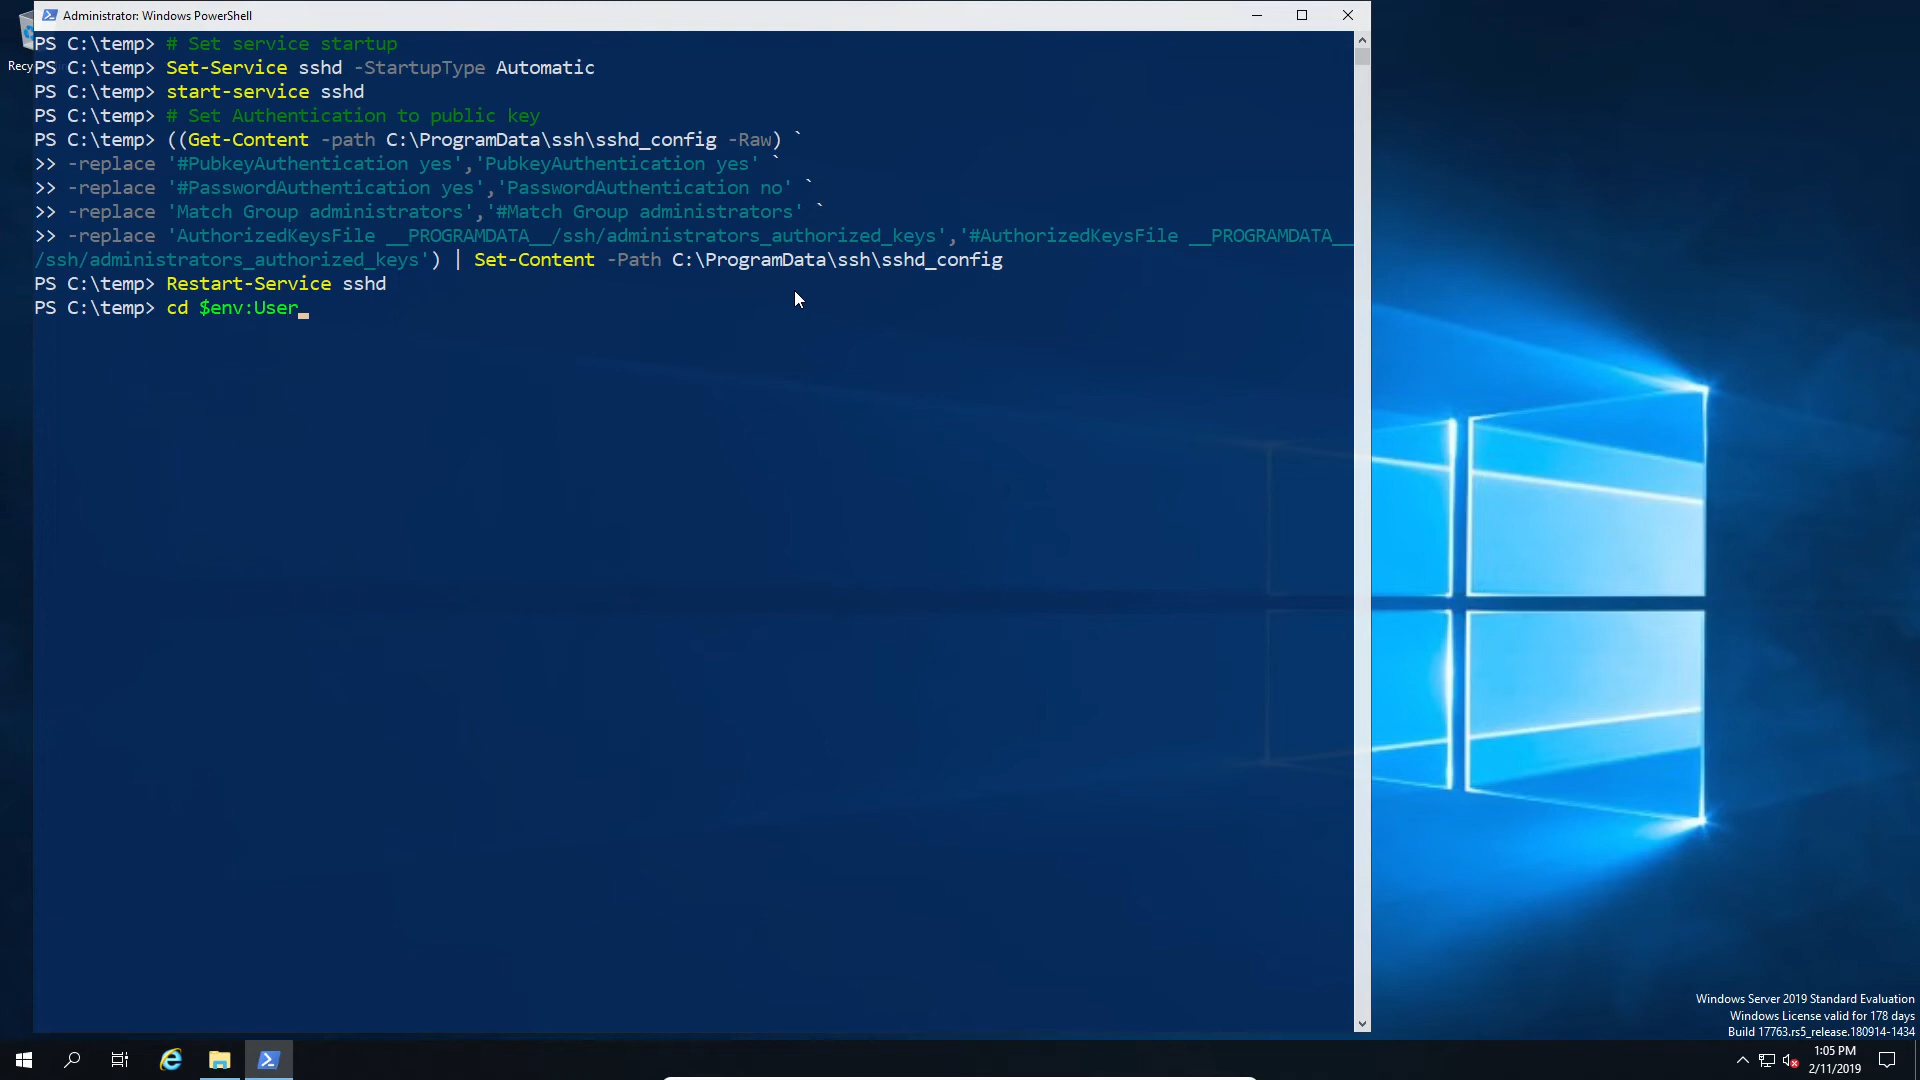 Administrator: Windows PowerShell
PS C:\temp> # Set service startup
Recy
PS C:\temp> Set-Service sshd -StartupType Automatic
PS C:\temp> start-service sshd
PS C:\temp> # Set Authentication to public key
PS C:\temp> ((Get-Content -path C:\ProgramData\ssh\sshd_config -Raw) `
>> -replace '#PubkeyAuthentication yes','PubkeyAuthentication yes' `
>> -replace '#PasswordAuthentication yes','PasswordAuthentication no' `
>> -replace 'Match Group administrators','#Match Group administrators' `
>> -replace 'AuthorizedKeysFile __PROGRAMDATA__/ssh/administrators_authorized_keys','#AuthorizedKeysFile __PROGRAMDATA__
/ssh/administrators_authorized_keys') | Set-Content -Path C:\ProgramData\ssh\sshd_config
PS C:\temp> Restart-Service sshd
PS C:\temp> cd $env:User
Windows Server 2019 Standard Evaluation
Windows License valid for 178 days
Build 17763.rs5_release.180914-1434
1:05 PM
2/11/2019